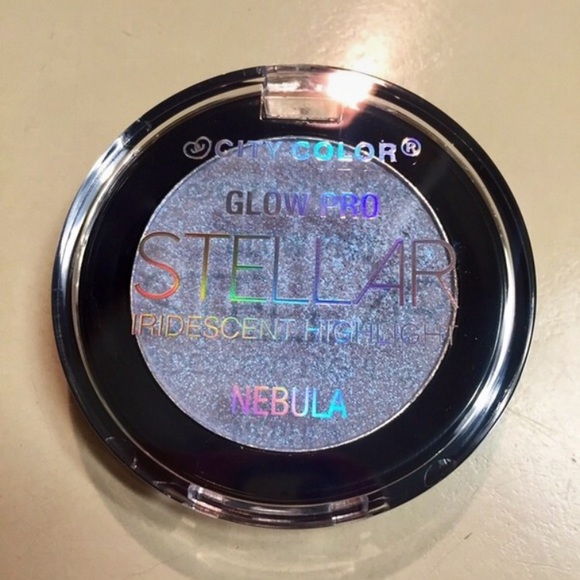 CITY COLOR®
GLOW PRO
STELLAR
IRIDESCENT HIGHLIGHT
NEBULA